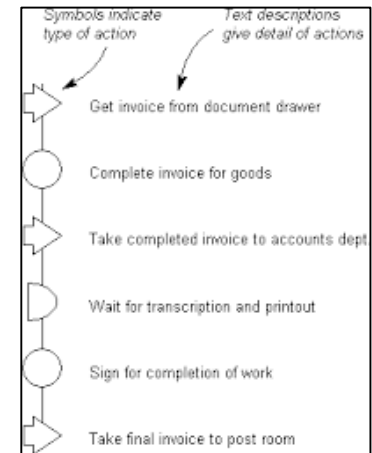 Symbols indicate
type of action
Text descriptions
give detail of actions
Get invoice from document drawer
Complete invoice for goods
Take completed invoice to accounts dept.
Wait for transcription and printout
Sign for completion of work
Take final invoice to post room